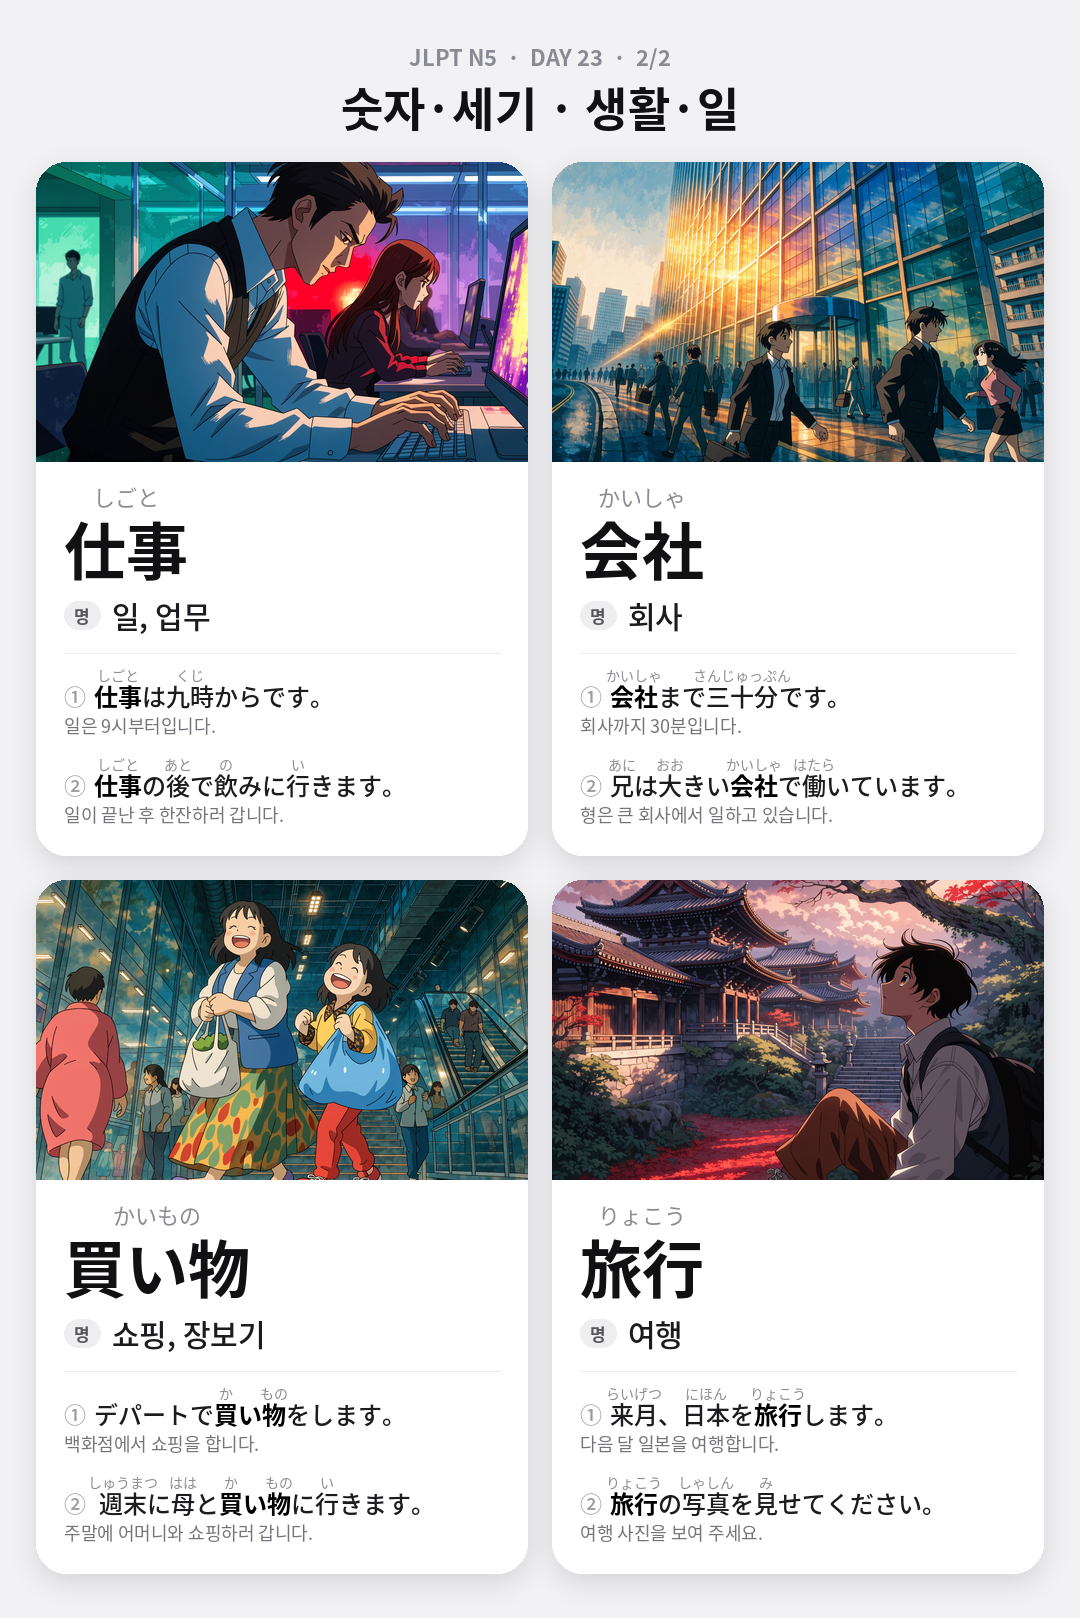 JLPT N5 · DAY 23 · 2/2
숫자·세기 · 생활·일
しごと
仕事
명 일, 업무
しごと くじ
① 仕事は九時からです。
일은 9시부터입니다.
しごと あと の い
② 仕事の後で飲みに行きます。
일이 끝난 후 한잔하러 갑니다.
かいしゃ
会社
명 회사
かいしゃ さんじゅっぷん
① 会社まで三十分です。
회사까지 30분입니다.
あに おお かいしゃ はたら
② 兄は大きい会社で働いています。
형은 큰 회사에서 일하고 있습니다.
かいもの
買い物
명 쇼핑, 장보기
か もの
① デパートで買い物をします。
백화점에서 쇼핑을 합니다.
しゅうまつ はは か もの い
② 週末に母と買い物に行きます。
주말에 어머니와 쇼핑하러 갑니다.
りょこう
旅行
명 여행
らいげつ にほん りょこう
① 来月、日本を旅行します。
다음 달 일본을 여행합니다.
りょこう しゃしん み
② 旅行の写真を見せてください。
여행 사진을 보여 주세요.